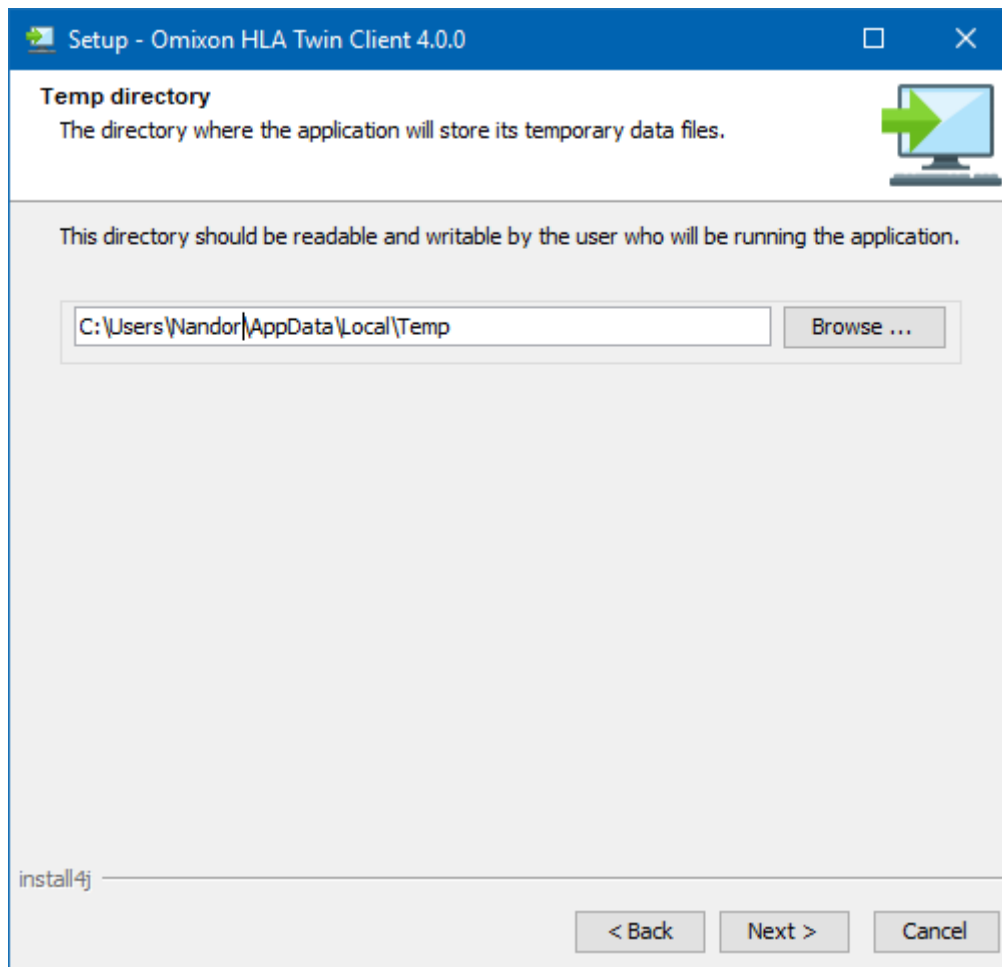 Setup - Omixon HLA Twin Client 4.0.0
Temp directory
The directory where the application will store its temporary data files.
This directory should be readable and writable by the user who will be running the application.
C:\Users\Nandor\AppData\Local\Temp
Browse ...
install4j
< Back
Next >
Cancel